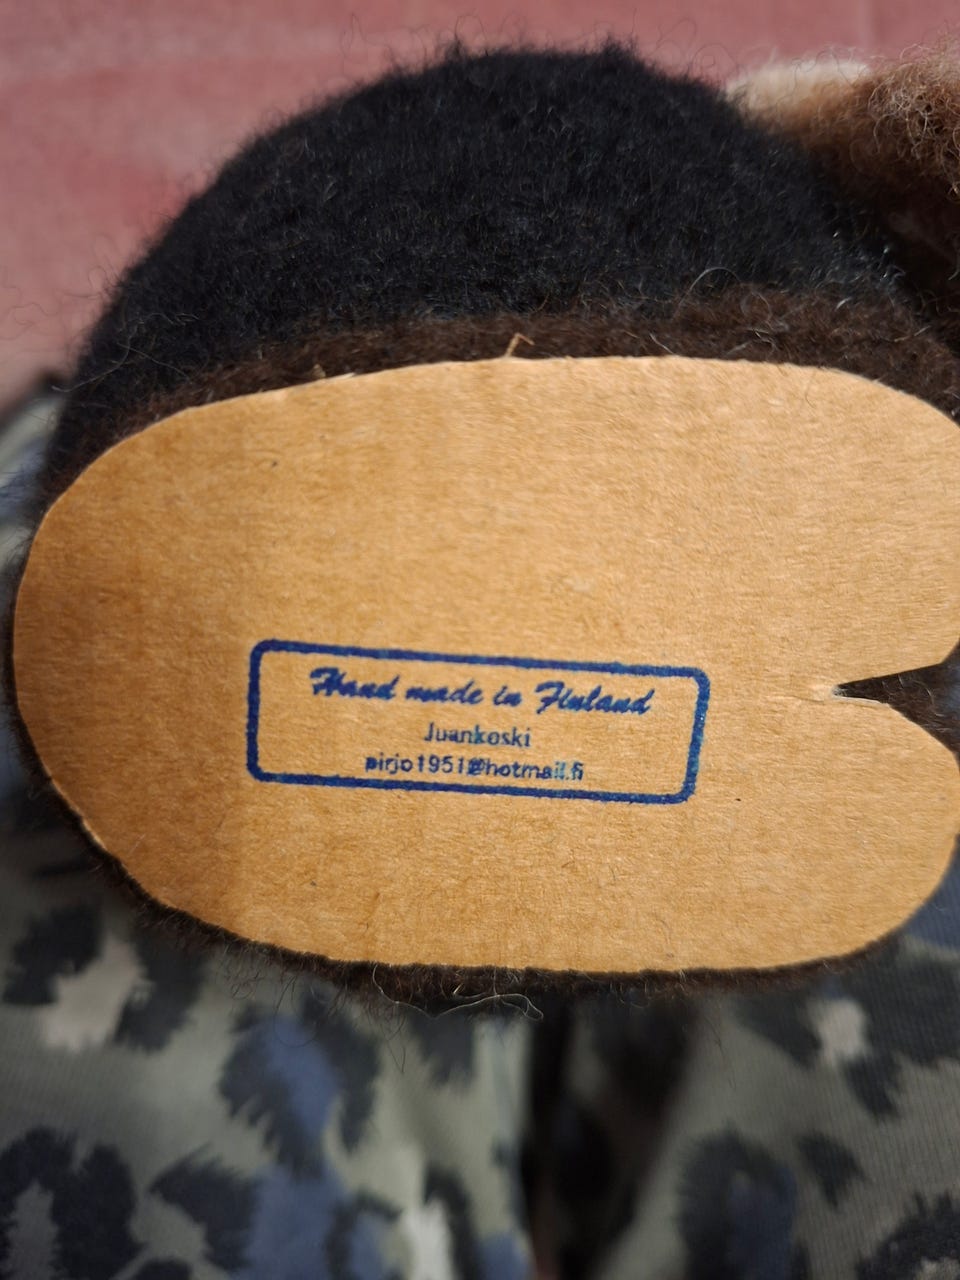 Hand made in Finland
Juankoski
pirjo1951@hotmail.fi